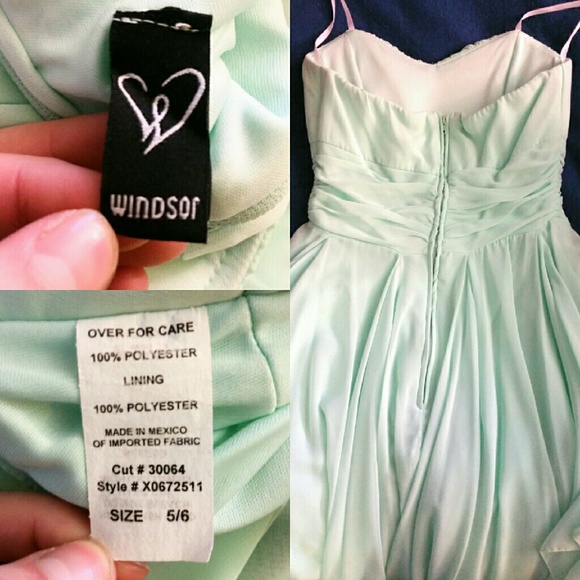 WINDSOR
OVER FOR CARE
100% POLYESTER
LINING
100% POLYESTER
MADE IN MEXICO
OF IMPORTED FABRIC
Cut # 30064
Style # X0672511
SIZE 5/6